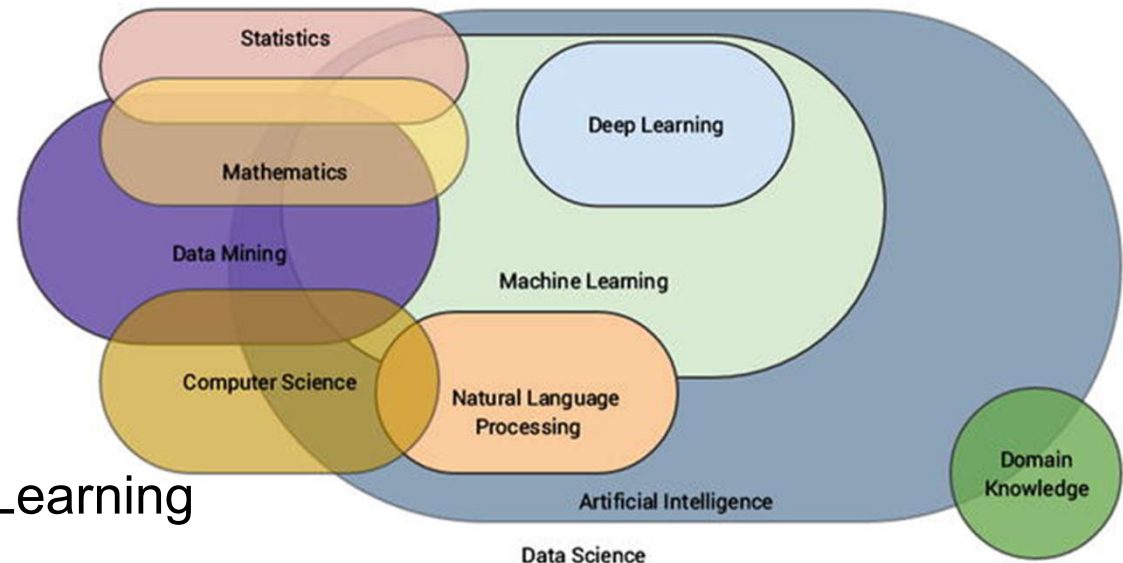 Statistics
Deep Learning
Mathematics
Data Mining
Machine Learning
Computer Science
Natural Language
Processing
Domain
Knowledge
Learning
Artificial Intelligence
Data Science